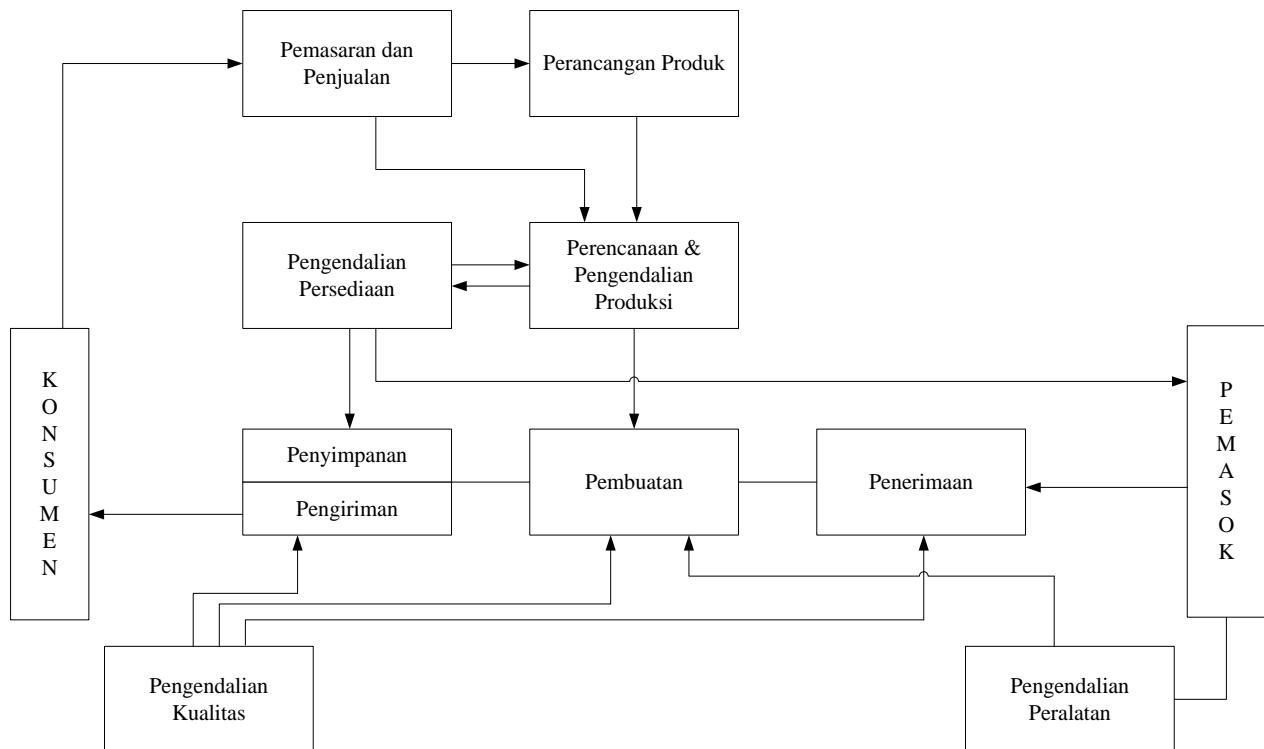 Pemasaran dan
Penjualan
Perancangan Produk
Pengendalian
Persediaan
Perencanaan &
Pengendalian
Produksi
K
O
N
S
U
M
E
N
P
E
M
A
S
O
K
Penyimpanan
Pengiriman
Pembuatan
Penerimaan
Pengendalian
Kualitas
Pengendalian
Peralatan